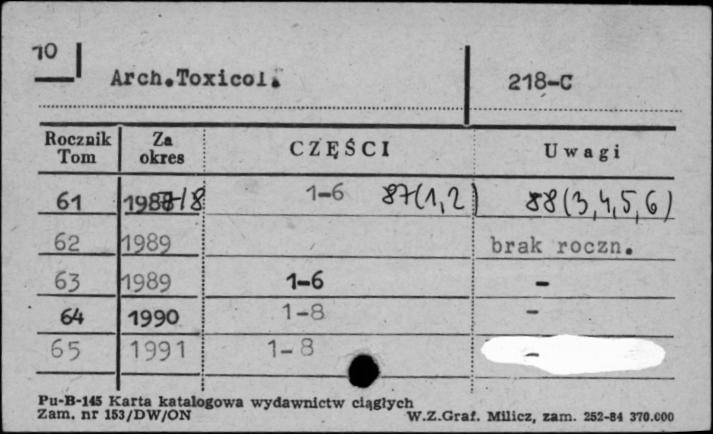 10
Arch.Toxicol. 218-C
Rocznik Tom Za okres CZĘŚCI Uwagi
61 1987/8 1-6 87(1,2) 88(3,4,5,6)
62 1989 brak roczn.
63 1989 1-6 -
64 1990 1-8 -
65 1991 1-8 -
Pu-B-145 Karta katalogowa wydawnictw ciągłych
Zam. nr 153/DW/ON W.Z.Graf. Milicz, zam. 252-84 370.000